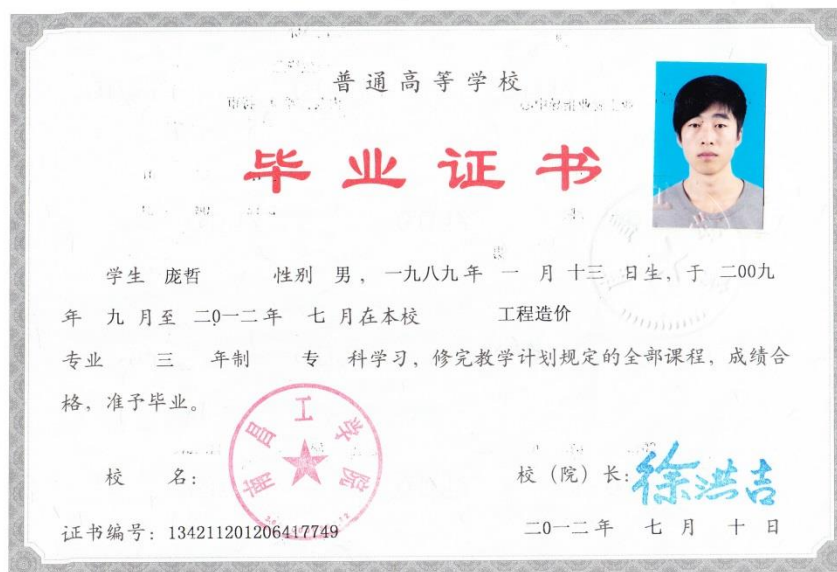 普通高等学校
毕业证书
学生 庞哲 性别 男，一九八九年 一 月 十三 日生，于 二00九
年 九 月至 二0一二年 七 月在本校 工程造价
专业 三 年制 专 科学习，修完教学计划规定的全部课程，成绩合
格，准予毕业。
南昌工学院
校 名：
校（院）长：徐洪吉
证书编号：134211201206417749
二0一二年 七 月 十 日